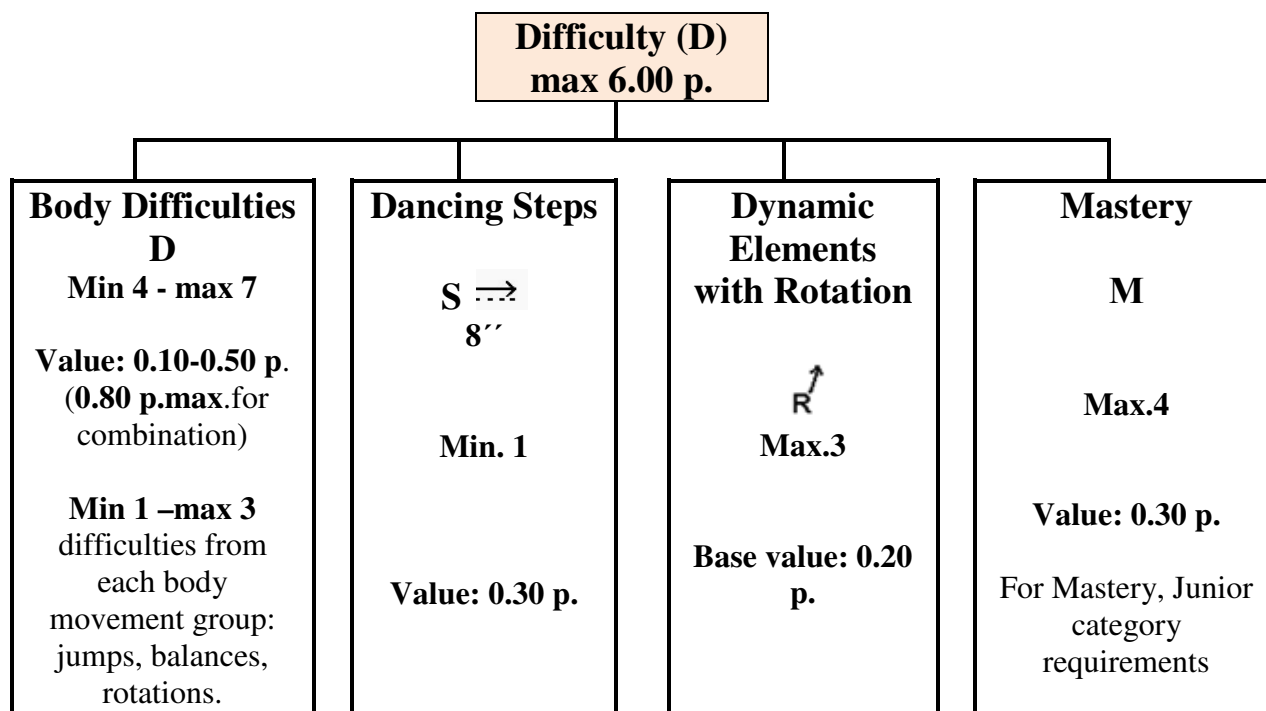 Difficulty (D)
max 6.00 p.
Body Difficulties
D
Min 4 - max 7
Value: 0.10-0.50 p.
(0.80 p.max.for
combination)
Min 1 –max 3
difficulties from
each body
movement group:
jumps, balances,
rotations.
Dancing Steps
S
8´´
Min. 1
Value: 0.30 p.
Dynamic
Elements
with Rotation
R
Max.3
Base value: 0.20
p.
Mastery
M
Max.4
Value: 0.30 p.
For Mastery, Junior
category
requirements